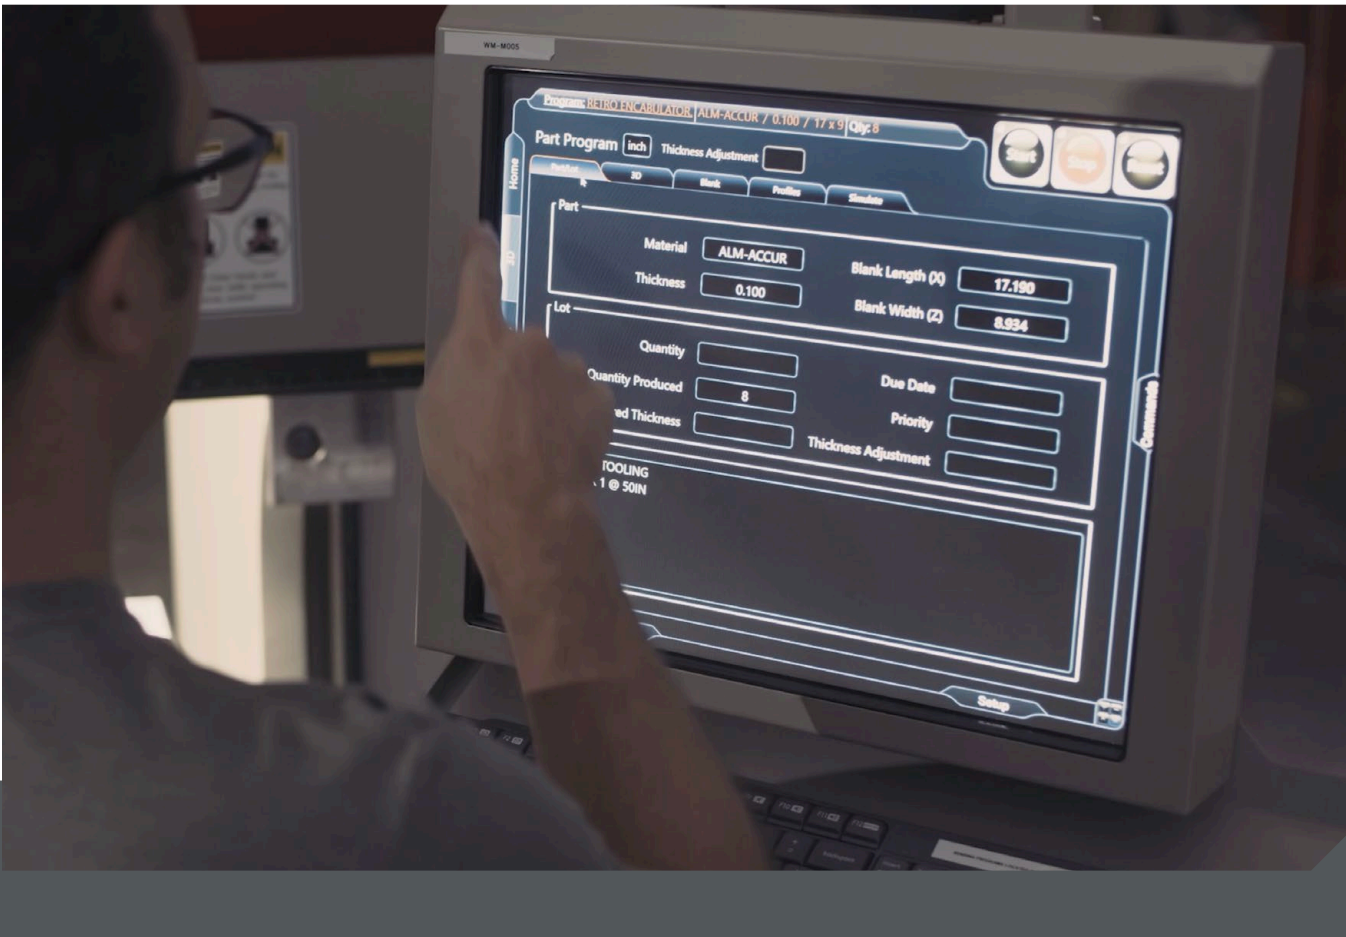 WM-M005
Program: RETRO ENCABULATOR ALM-ACCUR / 0.100 / 17 x 9 Qty: 8
Start Stop
Part Program inch Thickness Adjustment
Home
3D Blank Profiles Simulate
3D
Part
Material ALM-ACCUR Blank Length (X) 17.190
Thickness 0.100 Blank Width (Z) 8.934
Lot
Quantity Due Date
Quantity Produced 8 Priority
Thickness Thickness Adjustment
Commands
TOOLING
1 @ 50IN
Setup